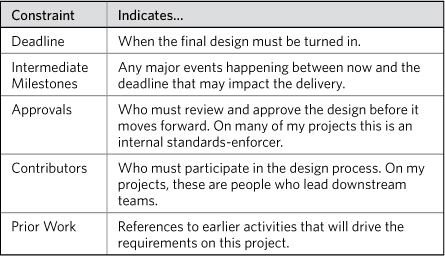 Constraint Indicates...
Deadline When the final design must be turned in.
Intermediate Any major events happening between now and the
Milestones deadline that may impact the delivery.
Approvals Who must review and approve the design before it
moves forward. On many of my projects this is an
internal standards-enforcer.
Contributors Who must participate in the design process. On my
projects, these are people who lead downstream
teams.
Prior Work References to earlier activities that will drive the
requirements on this project.